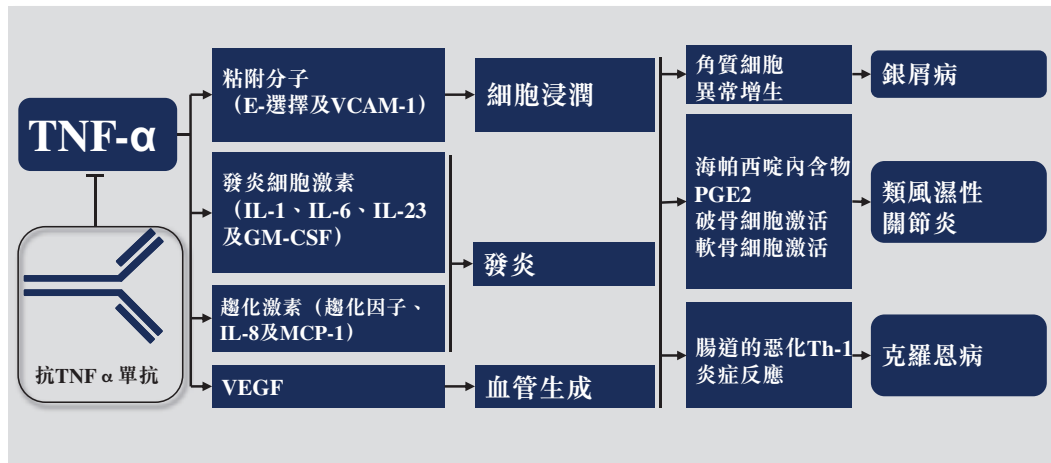 TNF-α
抗TNFα單抗
粘附分子
（E-選擇及VCAM-1）
發炎細胞激素
（IL-1、IL-6、IL-23
及GM-CSF）
趨化激素（趨化因子、
IL-8及MCP-1）
VEGF
細胞浸潤
發炎
血管生成
角質細胞
異常增生
海帕西啶內含物
PGE2
破骨細胞激活
軟骨細胞激活
腸道的惡化Th-1
炎症反應
銀屑病
類風濕性
關節炎
克羅恩病